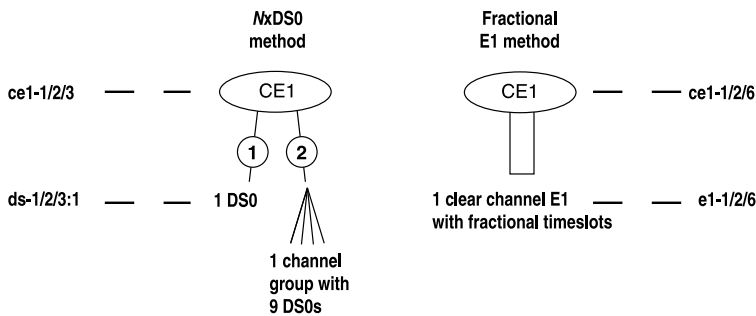 NxDS0
method
Fractional
E1 method
ce1-1/2/3
CE1
CE1
ce1-1/2/6
1
2
ds-1/2/3:1
1 DS0
1 clear channel E1
with fractional timeslots
e1-1/2/6
1 channel
group with
9 DS0s